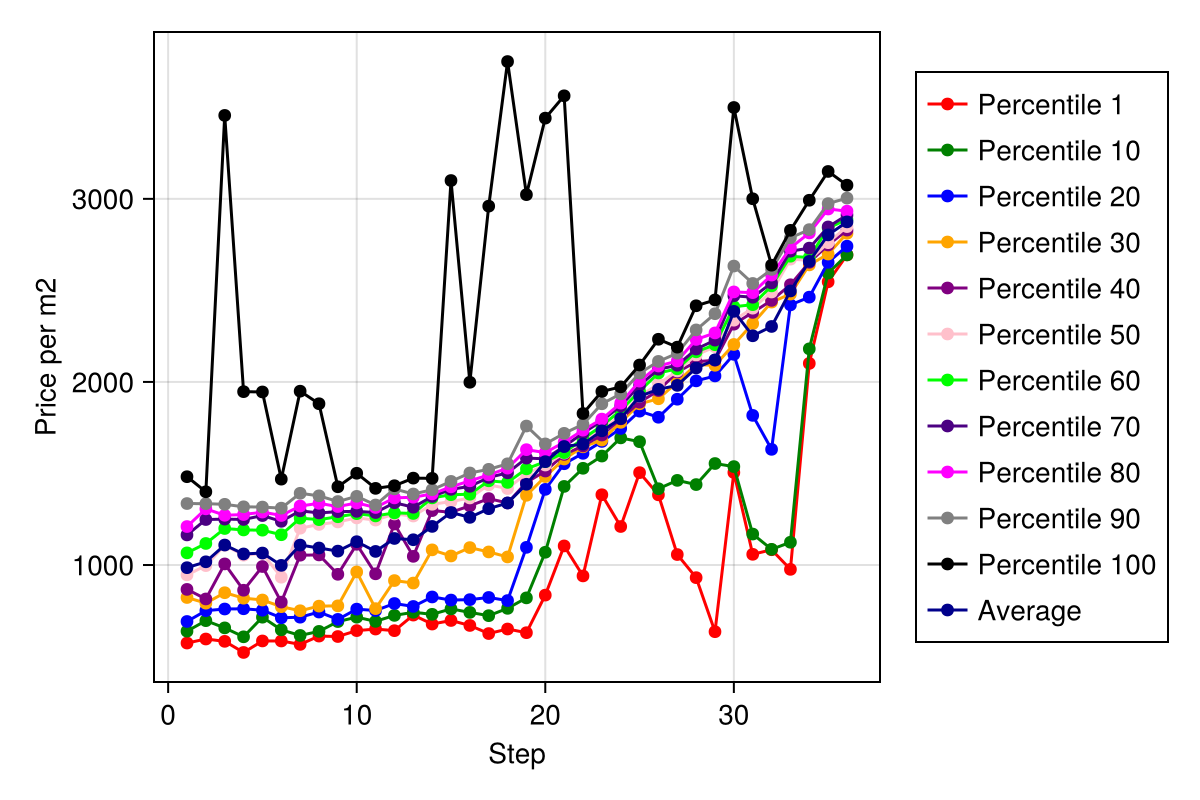 Price per m2
3000
2000
1000
0
10
20
30
Step
Percentile 1
Percentile 10
Percentile 20
Percentile 30
Percentile 40
Percentile 50
Percentile 60
Percentile 70
Percentile 80
Percentile 90
Percentile 100
Average